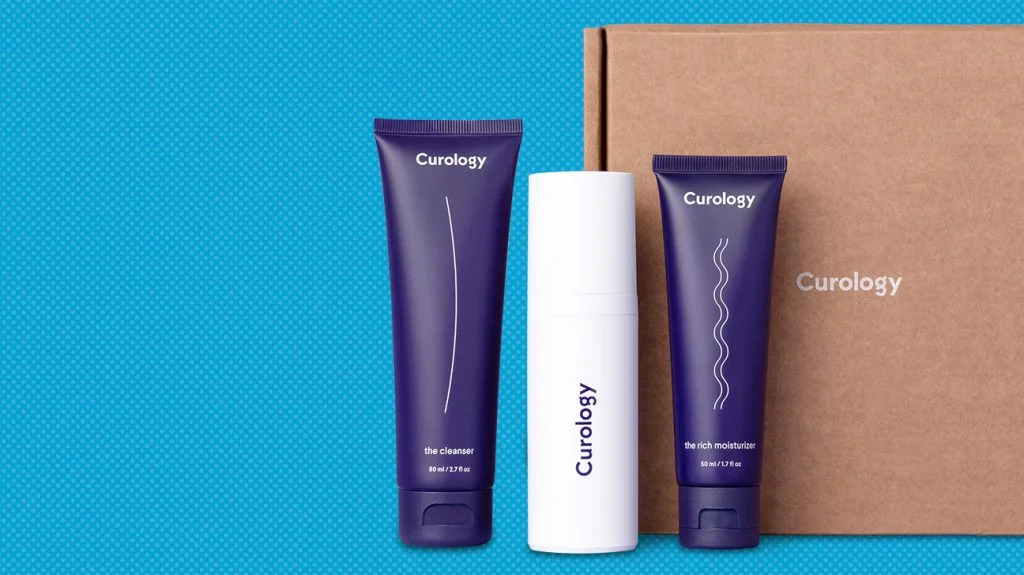 Curology
the cleanser
80 ml / 2.7 fl oz
Curology
Curology
the rich moisturizer
50 ml / 1.7 fl oz
Curology